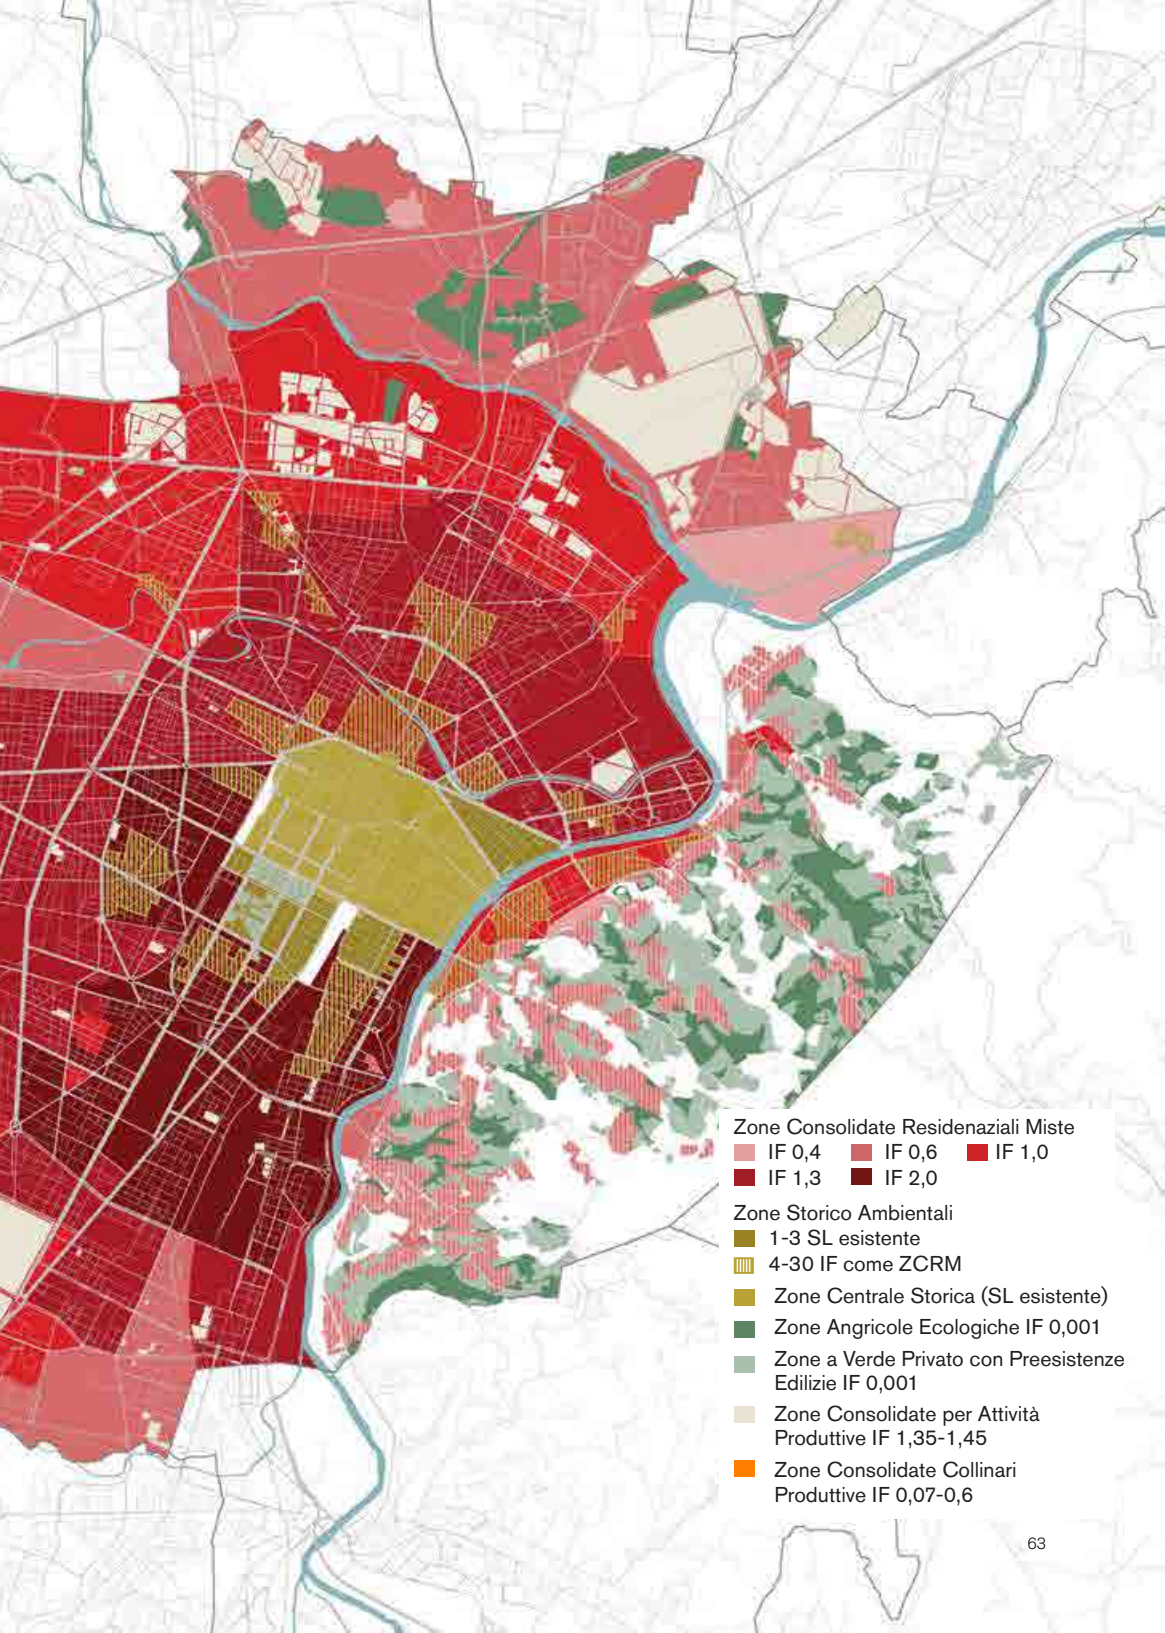 Zone Consolidate Residenaziali Miste
IF 0,4 IF 0,6 IF 1,0
IF 1,3 IF 2,0
Zone Storico Ambientali
1-3 SL esistente
4-30 IF come ZCRM
Zone Centrale Storica (SL esistente)
Zone Angricole Ecologiche IF 0,001
Zone a Verde Privato con Preesistenze
Edilizie IF 0,001
Zone Consolidate per Attività
Produttive IF 1,35-1,45
Zone Consolidate Collinari
Produttive IF 0,07-0,6
63